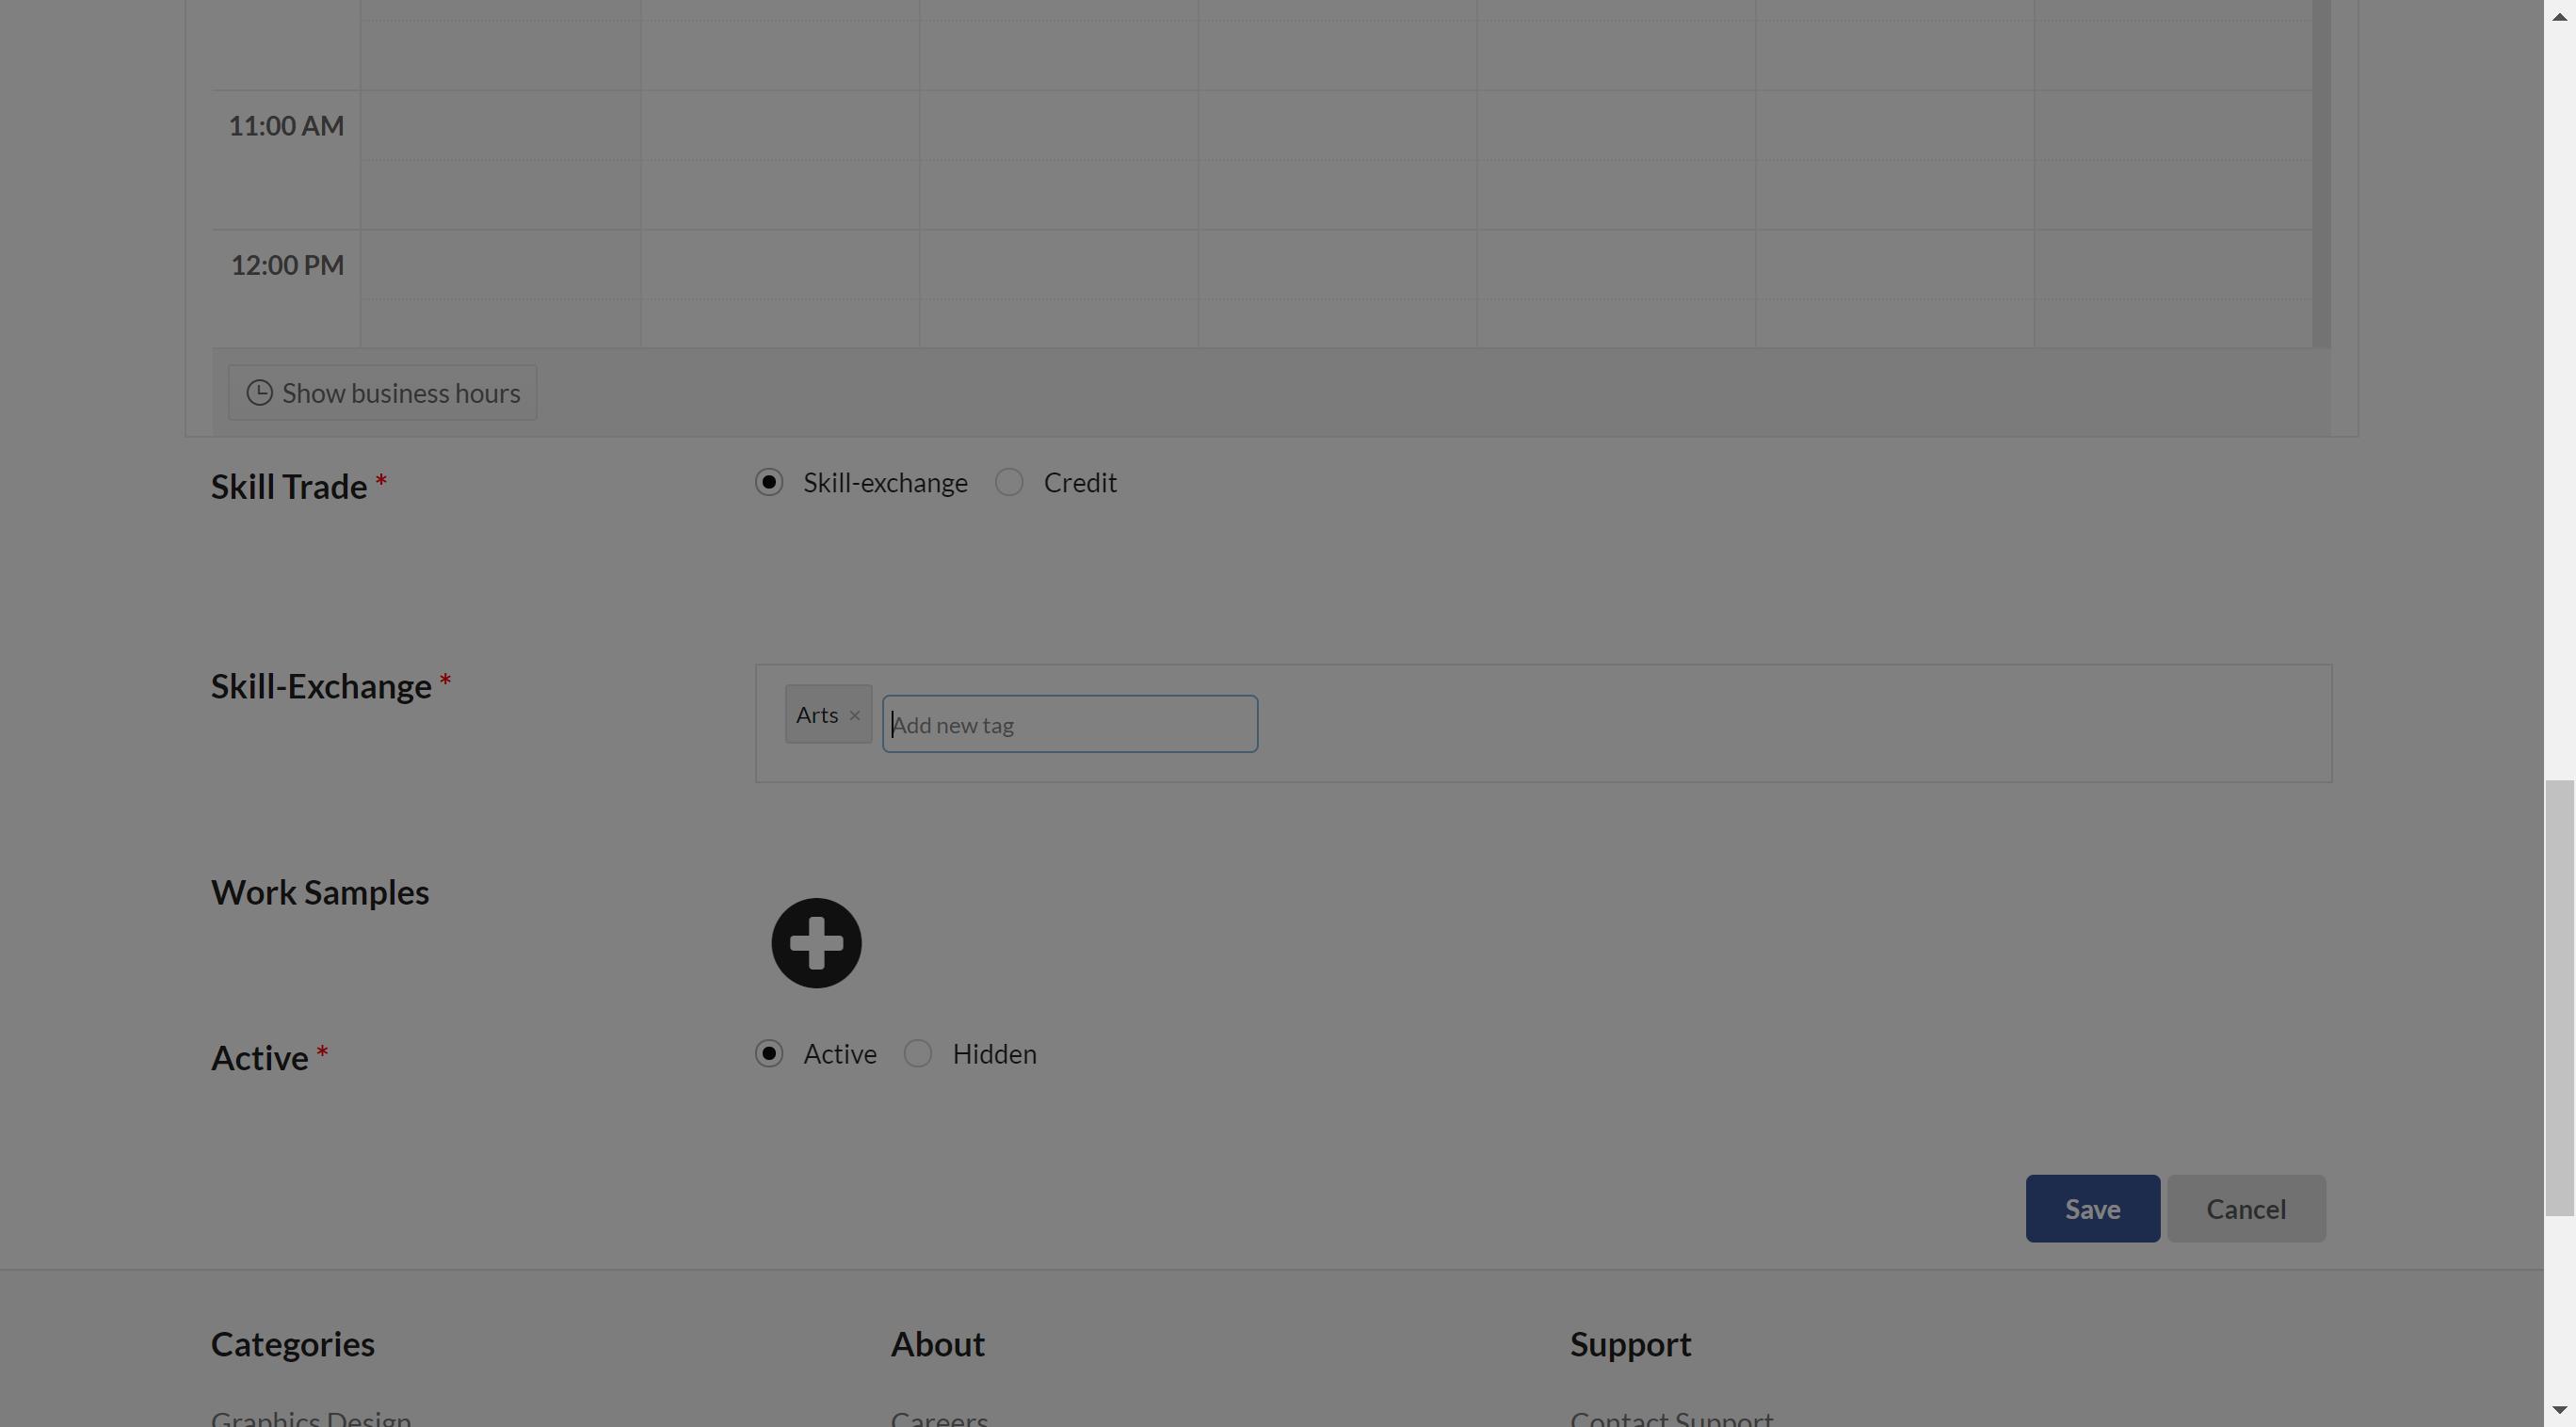 11:00 AM
12:00 PM
Show business hours
Skill Trade *
Skill-exchange Credit
Skill-Exchange *
Arts × Add new tag
Work Samples
Active *
Active Hidden
Save Cancel
Categories About Support
Graphics Design Careers Contact Support